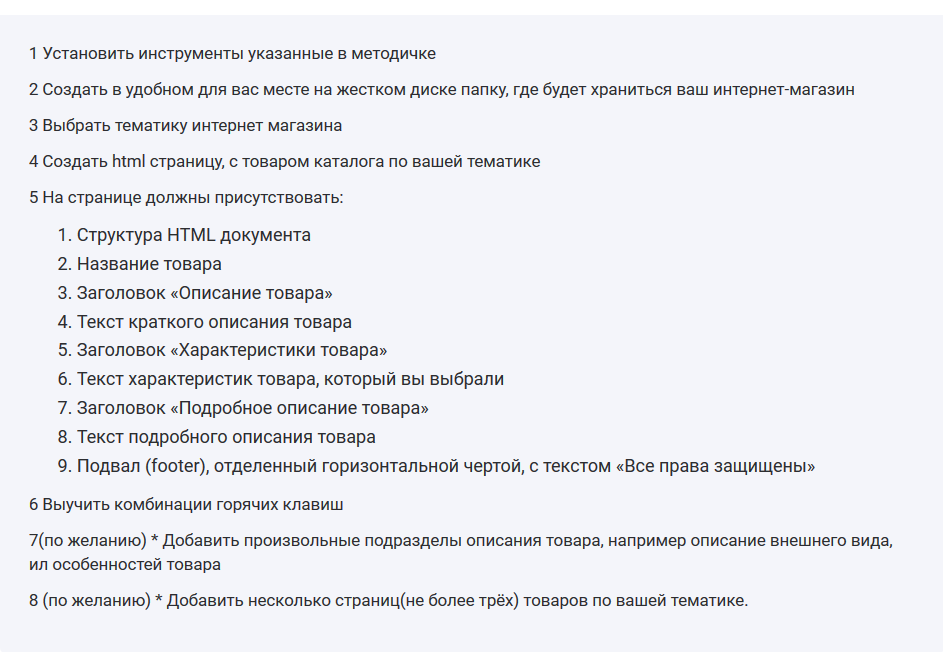 1 Установить инструменты указанные в методичке
2 Создать в удобном для вас месте на жестком диске папку, где будет храниться ваш интернет-магазин
3 Выбрать тематику интернет магазина
4 Создать html страницу, с товаром каталога по вашей тематике
5 На странице должны присутствовать:
1. Структура HTML документа
2. Название товара
3. Заголовок «Описание товара»
4. Текст краткого описания товара
5. Заголовок «Характеристики товара»
6. Текст характеристик товара, который вы выбрали
7. Заголовок «Подробное описание товара»
8. Текст подробного описания товара
9. Подвал (footer), отделенный горизонтальной чертой, с текстом «Все права защищены»
6 Выучить комбинации горячих клавиш
7(по желанию) * Добавить произвольные подразделы описания товара, например описание внешнего вида,
ил особенностей товара
8 (по желанию) * Добавить несколько страниц(не более трёх) товаров по вашей тематике.